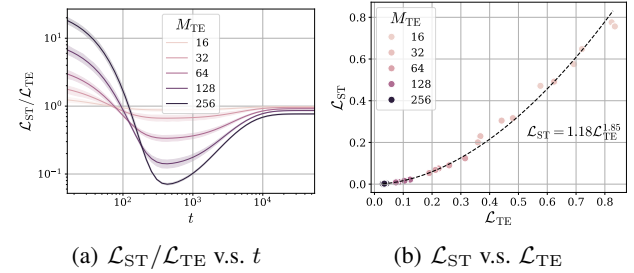 M_TE
16
32
64
128
256
10^1
10^0
10^−1
ℒ_ST/ℒ_TE
10^2
10^3
10^4
t
(a) ℒ_ST/ℒ_TE v.s. t
M_TE
16
32
64
128
256
0.8
0.6
0.4
0.2
0.0
ℒ_ST
ℒ_ST = 1.18ℒ_TE^1.85
0.0 0.1 0.2 0.3 0.4 0.5 0.6 0.7 0.8
ℒ_TE
(b) ℒ_ST v.s. ℒ_TE